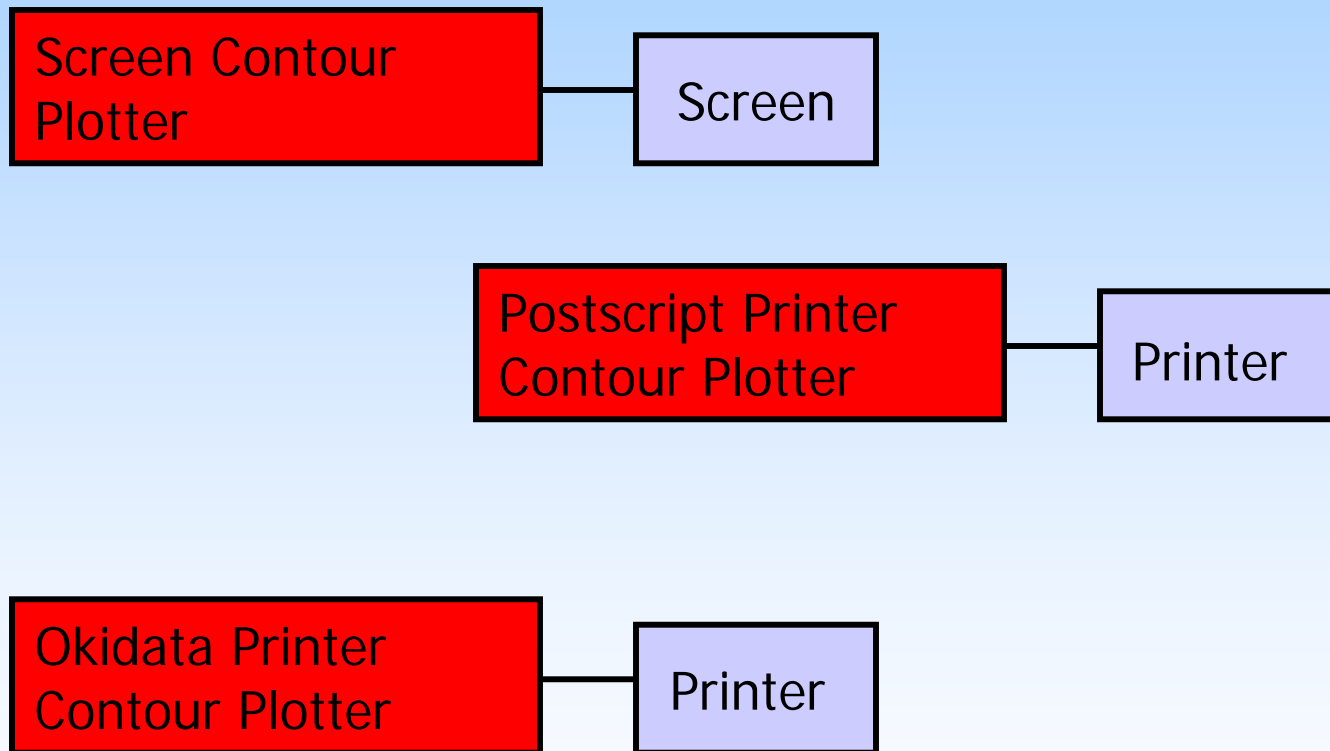 Screen Contour
Plotter
Screen
Postscript Printer
Contour Plotter
Printer
Okidata Printer
Contour Plotter
Printer